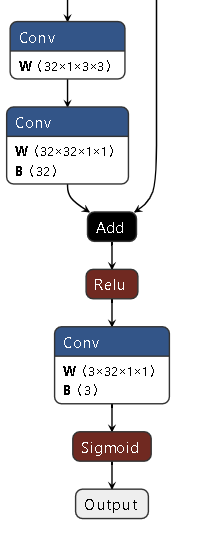 Conv
W (32×1×3×3)
Conv
W (32×32×1×1)
B (32)
Add
Relu
Conv
W (3×32×1×1)
B (3)
Sigmoid
Output